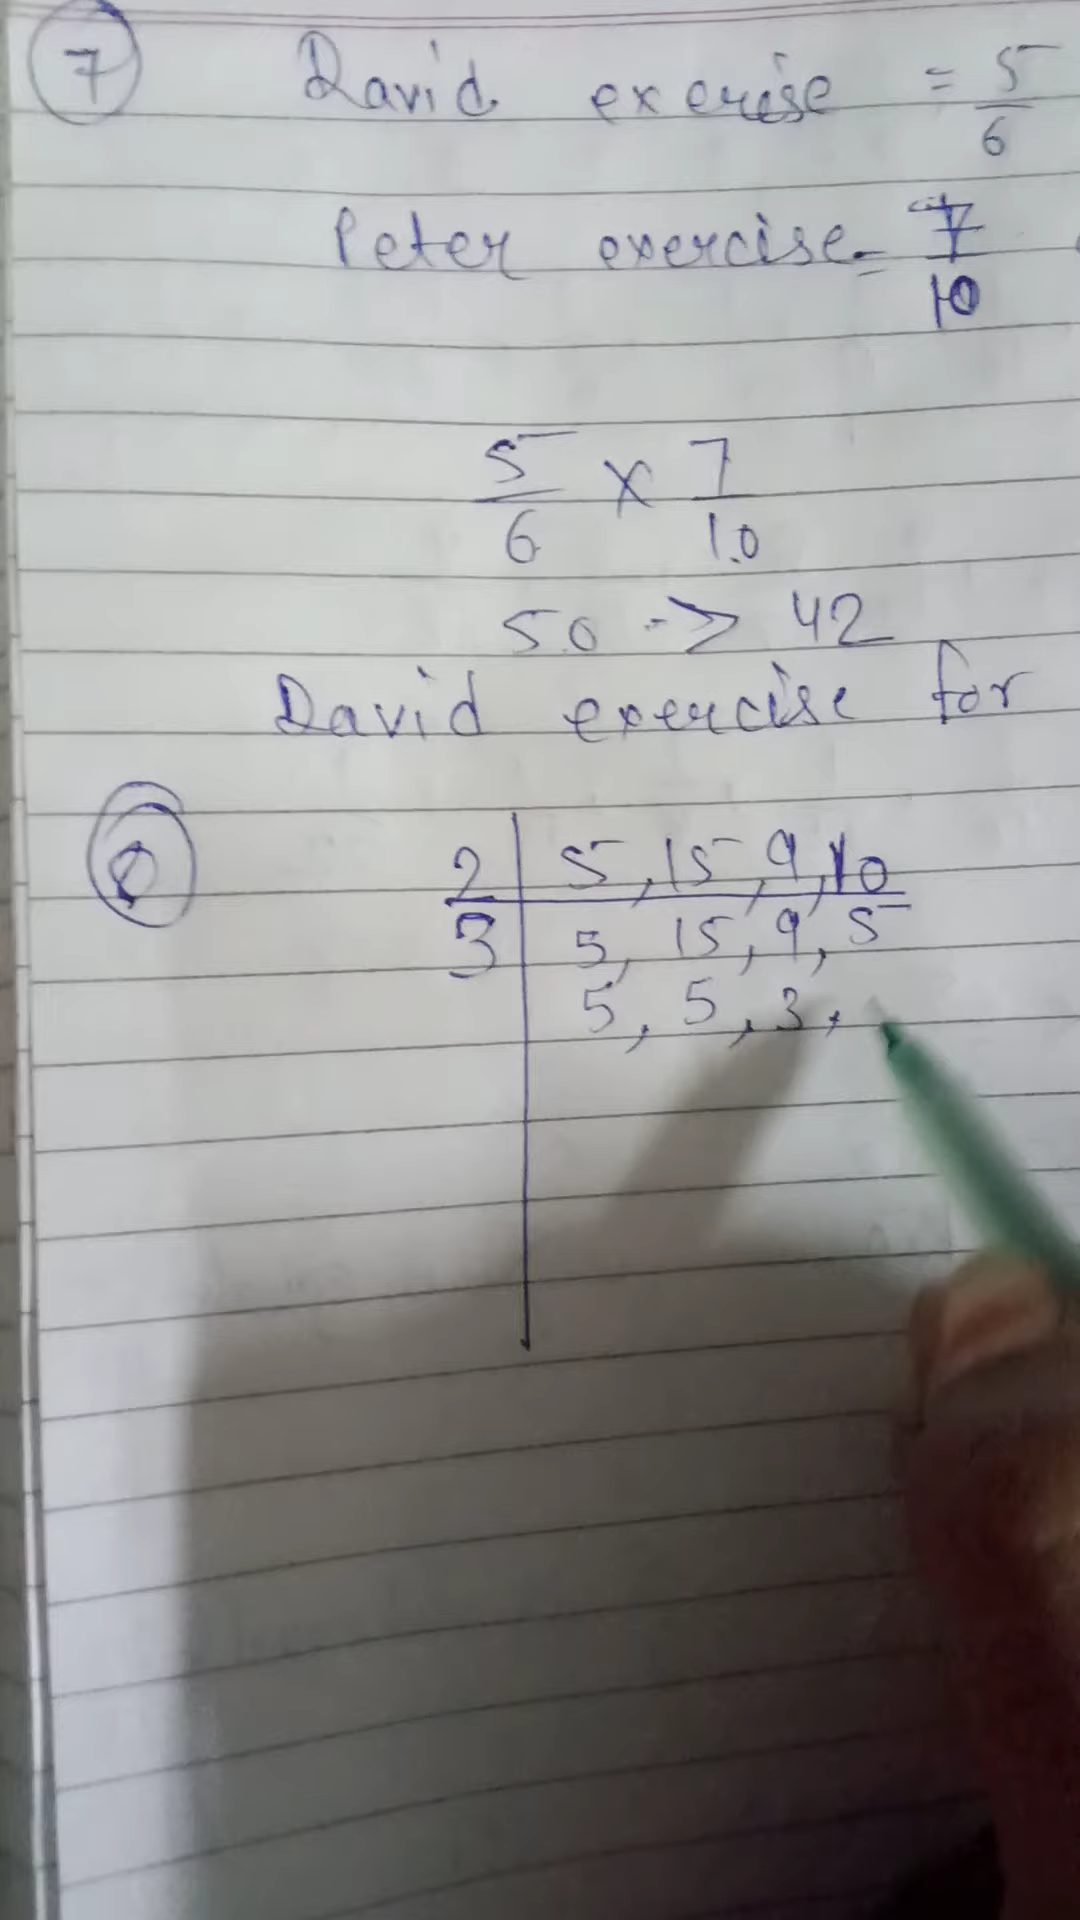 7 David exerise = 5/6
Peter exercise = 7/10
5/6 × 7/10
50 -> 42
David exercise for
2 | 5, 15, 9, 10
3 | 5, 15, 9, 5
5, 5, 3,